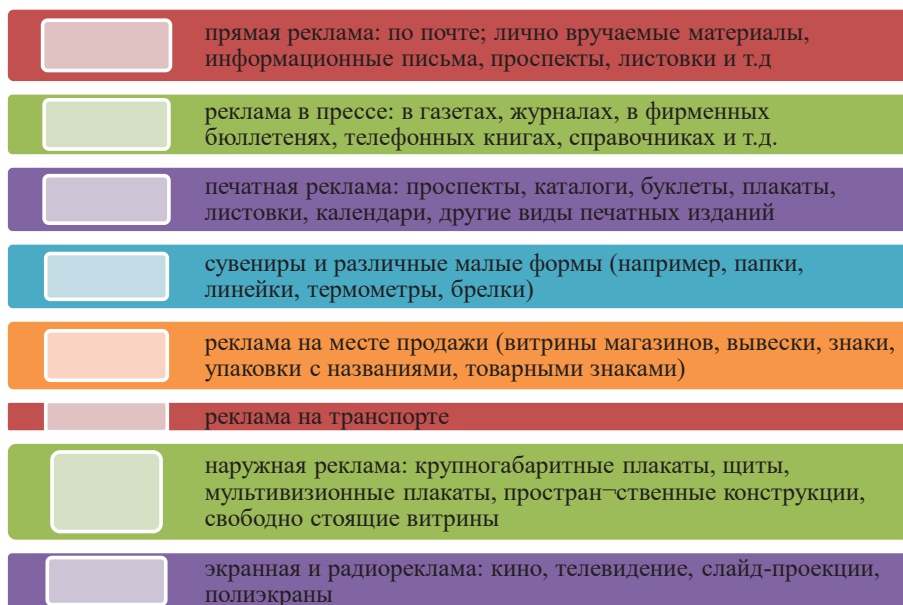 прямая реклама: по почте; лично вручаемые материалы,
информационные письма, проспекты, листовки и т.д
реклама в прессе: в газетах, журналах, в фирменных
бюллетенях, телефонных книгах, справочниках и т.д.
печатная реклама: проспекты, каталоги, буклеты, плакаты,
листовки, календари, другие виды печатных изданий
сувениры и различные малые формы (например, папки,
линейки, термометры, брелки)
реклама на месте продажи (витрины магазинов, вывески, знаки,
упаковки с названиями, товарными знаками)
реклама на транспорте
наружная реклама: крупногабаритные плакаты, щиты,
мультивизионные плакаты, простран¬ственные конструкции,
свободно стоящие витрины
экранная и радиореклама: кино, телевидение, слайд-проекции,
полиэкраны